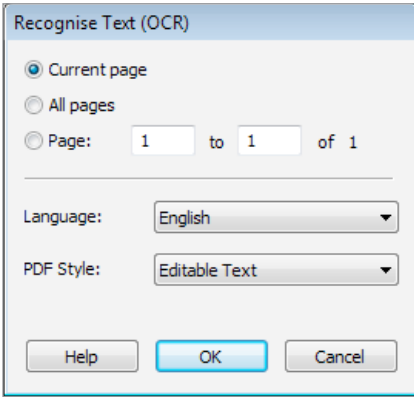 Recognise Text (OCR)
Current page
All pages
Page: 1 to 1 of 1
Language: English
PDF Style: Editable Text
Help OK Cancel